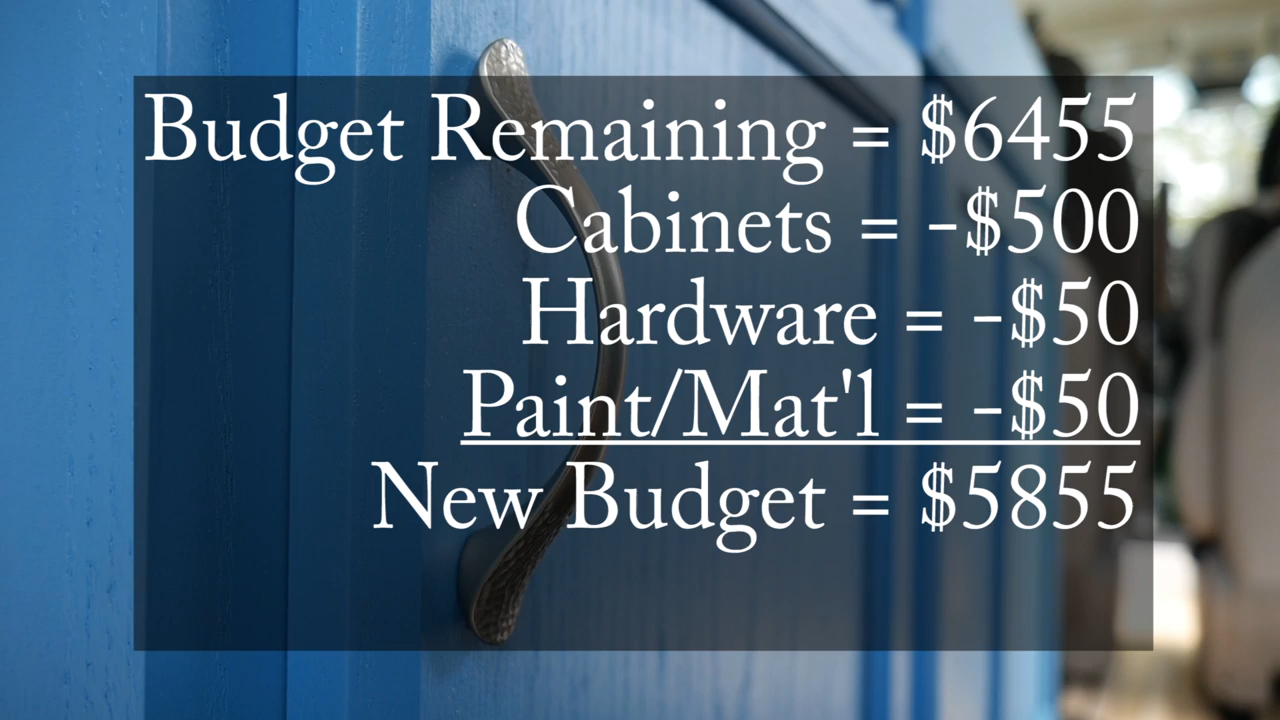 Budget Remaining = $6455
Cabinets = -$500
Hardware = -$50
Paint/Mat'l = -$50
New Budget = $5855